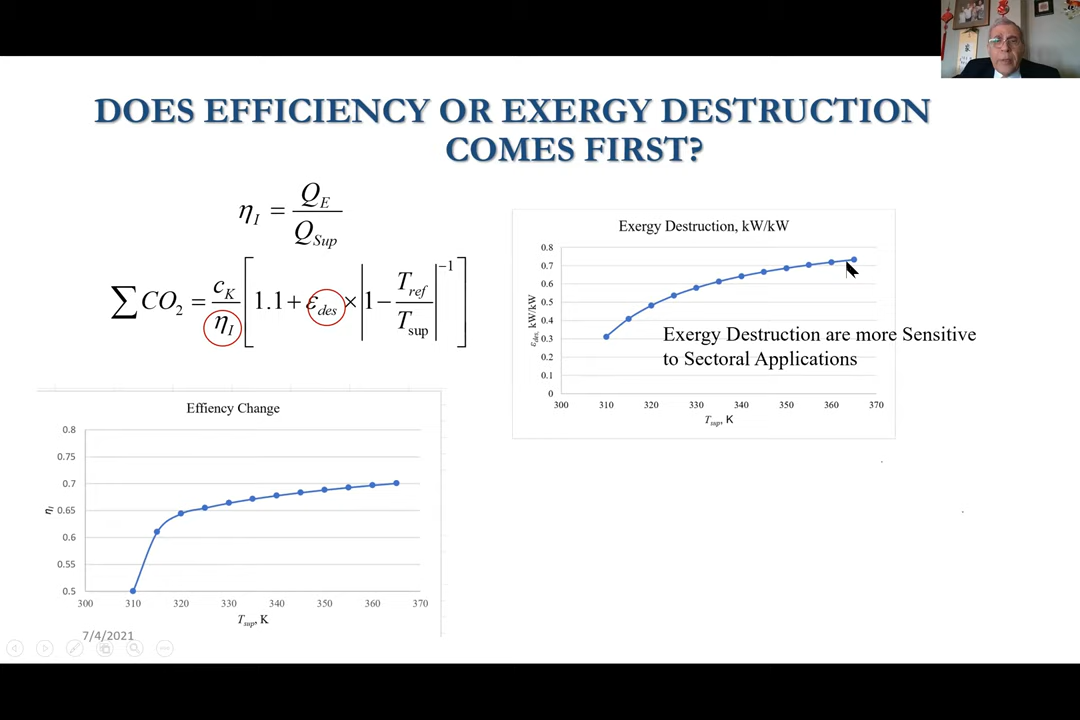 DOES EFFICIENCY OR EXERGY DESTRUCTION
COMES FIRST?
η_I = Q_E / Q_Sup
∑CO₂ = c_K / η_I [1.1 + ε_des × |1 − T_ref / T_sup|⁻¹]
Exergy Destruction, kW/kW
0.8
0.7
0.6
0.5
0.4
0.3
0.2
0.1
0
ε_des, kW/kW
300 310 320 330 340 350 360 370
T_sup, K
Exergy Destruction are more Sensitive
to Sectoral Applications
Effiency Change
0.8
0.75
0.7
0.65
0.6
0.55
0.5
η_I
300 310 320 330 340 350 360 370
T_sup, K
7/4/2021